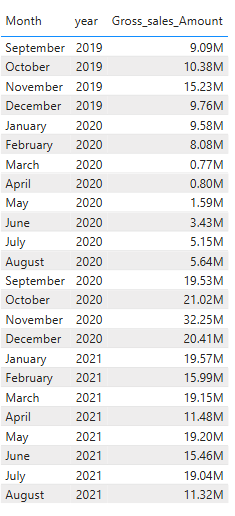 Month year Gross_sales_Amount
September 2019 9.09M
October 2019 10.38M
November 2019 15.23M
December 2019 9.76M
January 2020 9.58M
February 2020 8.08M
March 2020 0.77M
April 2020 0.80M
May 2020 1.59M
June 2020 3.43M
July 2020 5.15M
August 2020 5.64M
September 2020 19.53M
October 2020 21.02M
November 2020 32.25M
December 2020 20.41M
January 2021 19.57M
February 2021 15.99M
March 2021 19.15M
April 2021 11.48M
May 2021 19.20M
June 2021 15.46M
July 2021 19.04M
August 2021 11.32M